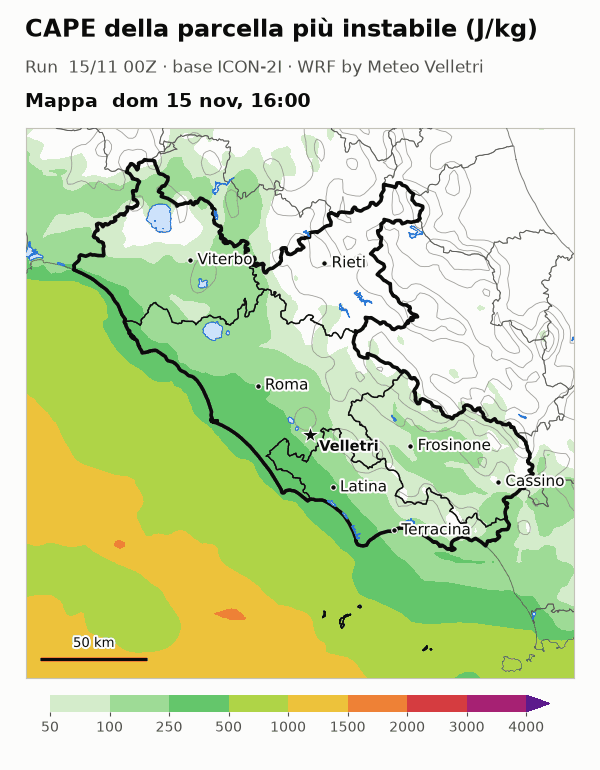 CAPE della parcella più instabile (J/kg)
Run  15/11 00Z · base ICON-2I · WRF by Meteo Velletri
Mappa  dom 15 nov, 16:00
Viterbo
Rieti
Roma
Velletri
Frosinone
Cassino
Latina
Terracina
50 km
50 100 250 500 1000 1500 2000 3000 4000